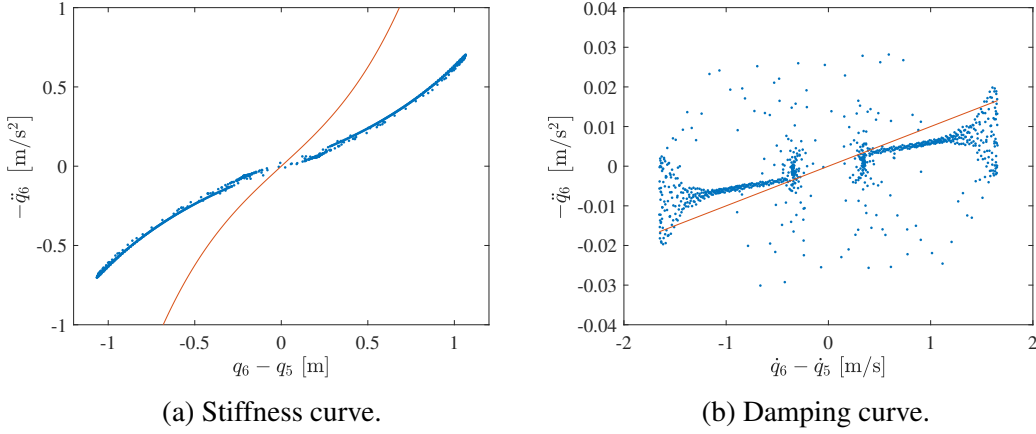 1
0.5
0
-0.5
-1
-1 -0.5 0 0.5 1
−q̈₆ [m/s²]
q₆ − q₅ [m]
(a) Stiffness curve.
0.04
0.03
0.02
0.01
0
-0.01
-0.02
-0.03
-0.04
-2 -1 0 1 2
−q̈₆ [m/s²]
q̇₆ − q̇₅ [m/s]
(b) Damping curve.